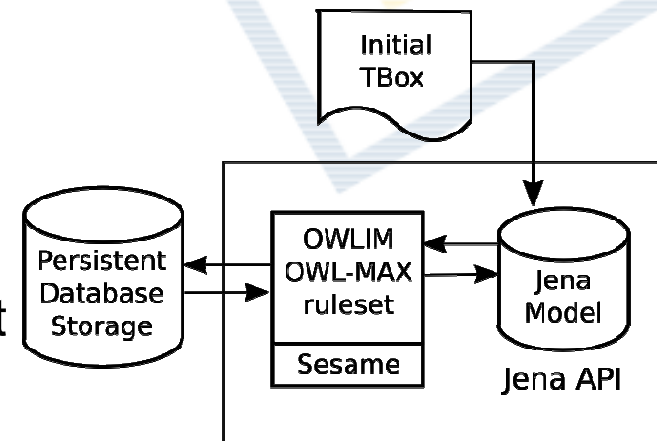 Initial
TBox
Persistent
Database
Storage
OWLIM
OWL-MAX
ruleset
Sesame
Jena
Model
Jena API